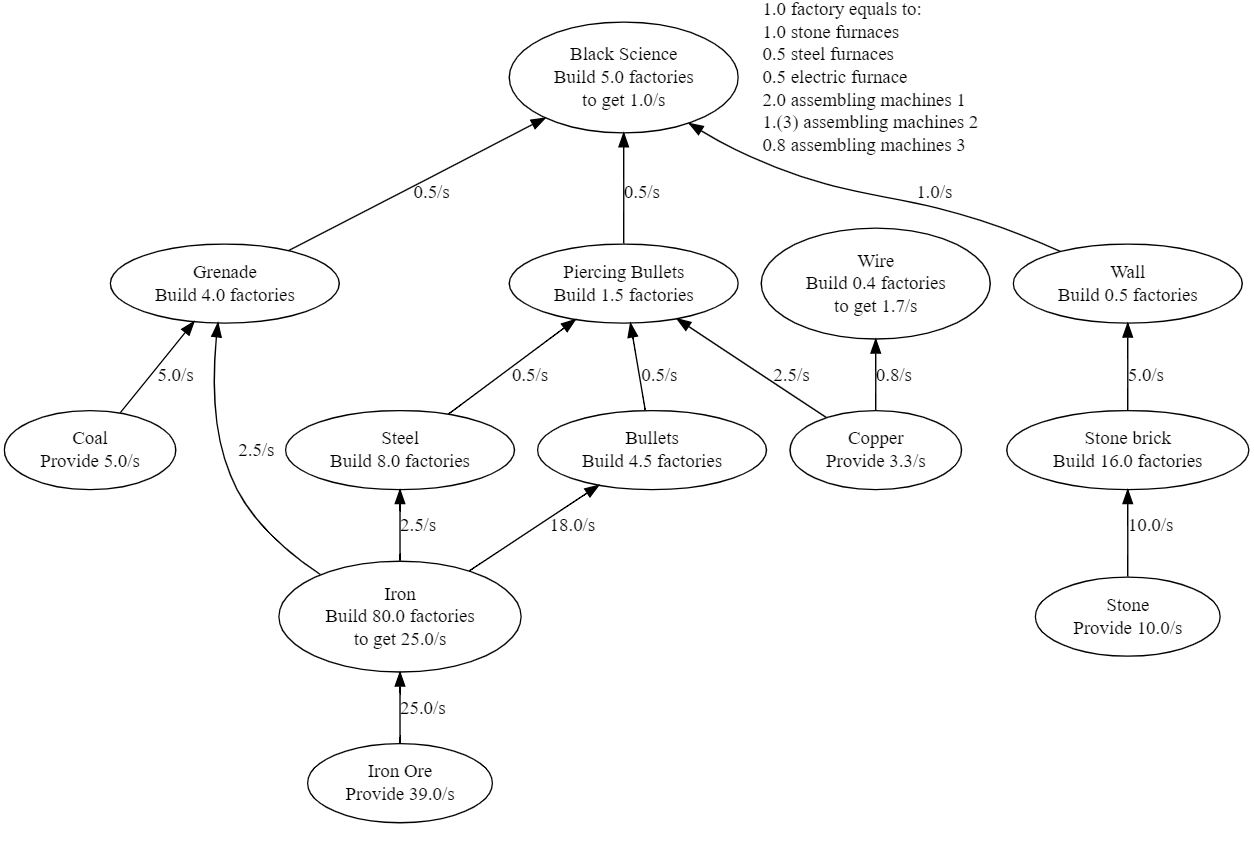 1.0 factory equals to:
1.0 stone furnaces
0.5 steel furnaces
0.5 electric furnace
2.0 assembling machines 1
1.(3) assembling machines 2
0.8 assembling machines 3
Black Science
Build 5.0 factories
to get 1.0/s
0.5/s
0.5/s
1.0/s
Grenade
Build 4.0 factories
Piercing Bullets
Build 1.5 factories
Wire
Build 0.4 factories
to get 1.7/s
Wall
Build 0.5 factories
5.0/s
0.5/s
0.5/s
2.5/s
0.8/s
5.0/s
Coal
Provide 5.0/s
2.5/s
Steel
Build 8.0 factories
Bullets
Build 4.5 factories
Copper
Provide 3.3/s
Stone brick
Build 16.0 factories
2.5/s
18.0/s
10.0/s
Iron
Build 80.0 factories
to get 25.0/s
Stone
Provide 10.0/s
25.0/s
Iron Ore
Provide 39.0/s